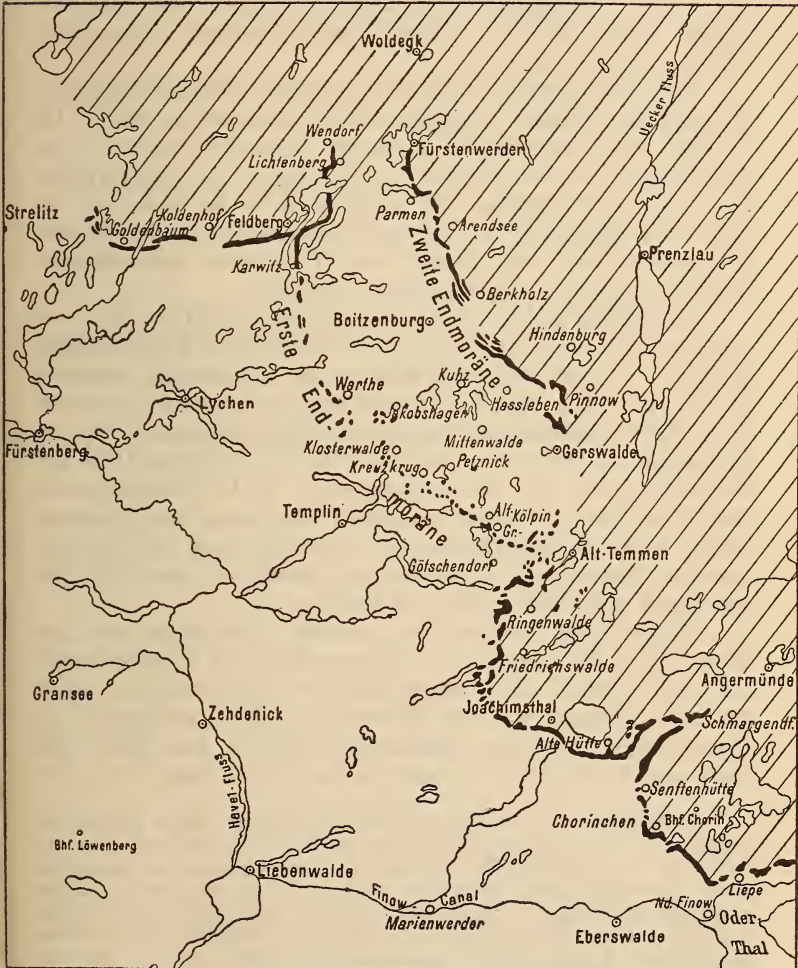 Woldegk
Uecker Fluss
Wendorf
Lichtenberg
Fürstenwerder
Strelitz
Koldenhof
Feldberg
Goldenbaum
Parmen
Arendsee
Karwitz
Prenzlau
Zweite Endmoräne
Berkholz
Erste
Boitzenburg
Hindenburg
Kuhz
Warthe
Hassleben
Pinnow
Lychen
Jakobshagen
End-
Mittenwalde
Fürstenberg
Klosterwalde
Gerswalde
Kreuzkrug
Petznick
moräne
Templin
Alt-Kölpin
Gr.-
Alt-Temmen
Götschendorf
Ringenwalde
Friedrichswalde
Gransee
Angermünde
Zehdenick
Joachimsthal
Schmargendf.
Alte Hütte
Havel-Fluss
Senftenhütte
Chorinchen
Bhf. Chorin
Bhf. Löwenberg
Liebenwalde
Liepe
Finow Canal
Marienwerder
Nd. Finow
Oder
Eberswalde
Thal